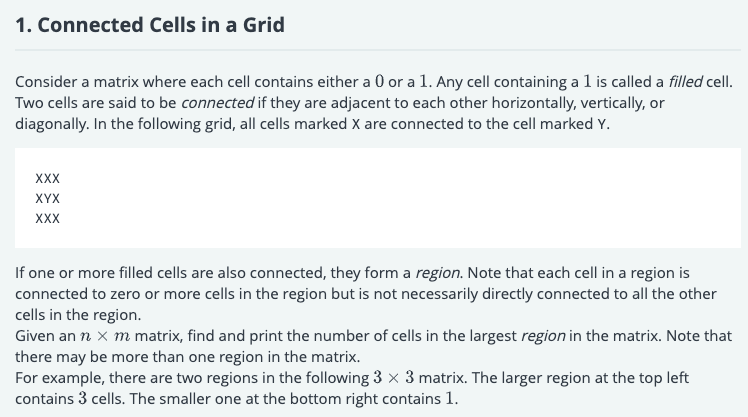 1. Connected Cells in a Grid
Consider a matrix where each cell contains either a 0 or a 1. Any cell containing a 1 is called a filled cell.
Two cells are said to be connected if they are adjacent to each other horizontally, vertically, or
diagonally. In the following grid, all cells marked X are connected to the cell marked Y.
XXX
XYX
XXX
If one or more filled cells are also connected, they form a region. Note that each cell in a region is
connected to zero or more cells in the region but is not necessarily directly connected to all the other
cells in the region.
Given an n × m matrix, find and print the number of cells in the largest region in the matrix. Note that
there may be more than one region in the matrix.
For example, there are two regions in the following 3 × 3 matrix. The larger region at the top left
contains 3 cells. The smaller one at the bottom right contains 1.